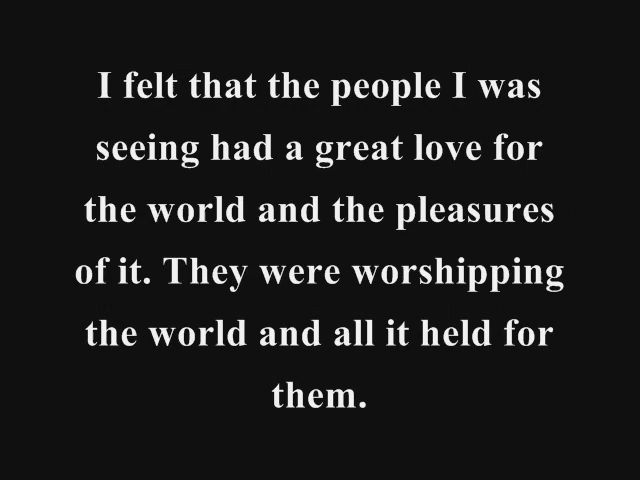 I felt that the people I was
seeing had a great love for
the world and the pleasures
of it. They were worshipping
the world and all it held for
them.